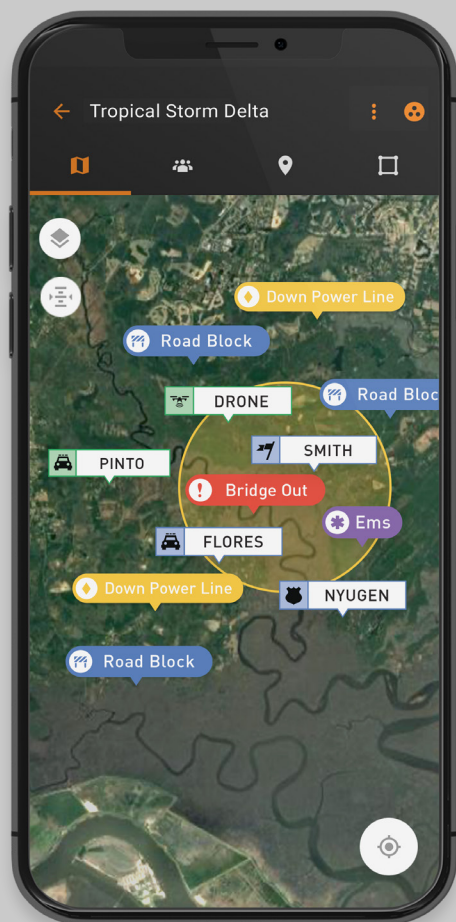 Tropical Storm Delta
Down Power Line
Road Block
Road Bloc
DRONE
SMITH
PINTO
Bridge Out
Ems
FLORES
Down Power Line
NYUGEN
Road Block